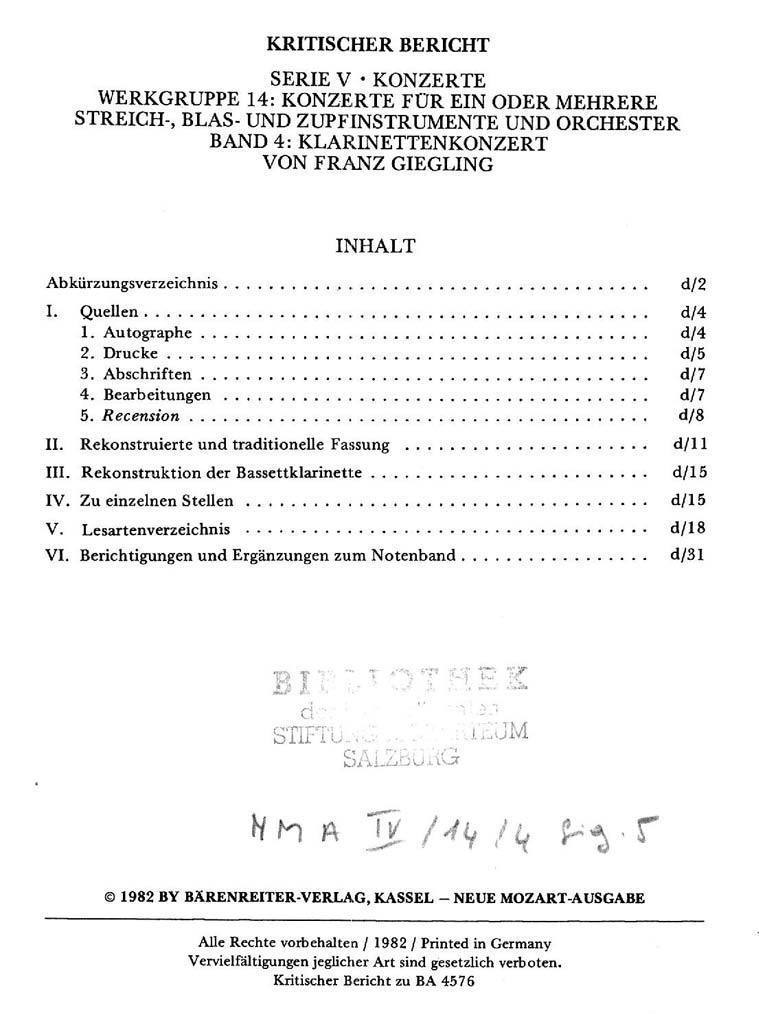 KRITISCHER BERICHT
SERIE V • KONZERTE
WERKGRUPPE 14: KONZERTE FÜR EIN ODER MEHRERE
STREICH-, BLAS- UND ZUPFINSTRUMENTE UND ORCHESTER
BAND 4: KLARINETTENKONZERT
VON FRANZ GIEGLING
INHALT
Abkürzungsverzeichnis . . . . . . . . . . . . . . . . . . . . d/2
I. Quellen . . . . . . . . . . . . . . . . . . . . d/4
1. Autographe . . . . . . . . . . . . . . . . . . . . d/4
2. Drucke . . . . . . . . . . . . . . . . . . . . d/5
3. Abschriften . . . . . . . . . . . . . . . . . . . . d/7
4. Bearbeitungen . . . . . . . . . . . . . . . . . . . . d/7
5. Recension . . . . . . . . . . . . . . . . . . . . d/8
II. Rekonstruierte und traditionelle Fassung . . . . . . . . . . . . . . . . . . . . d/11
III. Rekonstruktion der Bassettklarinette . . . . . . . . . . . . . . . . . . . . d/15
IV. Zu einzelnen Stellen . . . . . . . . . . . . . . . . . . . . d/15
V. Lesartenverzeichnis . . . . . . . . . . . . . . . . . . . . d/18
VI. Berichtigungen und Ergänzungen zum Notenband . . . . . . . . . . . . . . . . . d/31
BIBLIOTHEK
STIFTUNG MOZARTEUM
SALZBURG
NMA IV/14/4 Sig. 5
© 1982 BY BÄRENREITER-VERLAG, KASSEL – NEUE MOZART-AUSGABE
Alle Rechte vorbehalten / 1982 / Printed in Germany
Vervielfältigungen jeglicher Art sind gesetzlich verboten.
Kritischer Bericht zu BA 4576